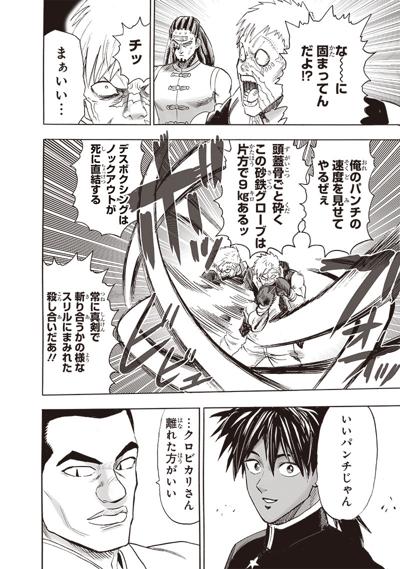 な〜〜〜に
固まってん
だよ!?
チッ
まぁいい…
俺のパンチの
速度を見せて
やるぜぇ
頭蓋骨ごと砕く
この砂鉄グローブは
片方で9kgあるッ
デスボクシングは
ノックアウトが
死に直結する
常に真剣で
斬り合うかの様な
スリルにまみれた
殺し合いだあ!!
いいパンチじゃん
…クロビカリさん
離れた方がいい